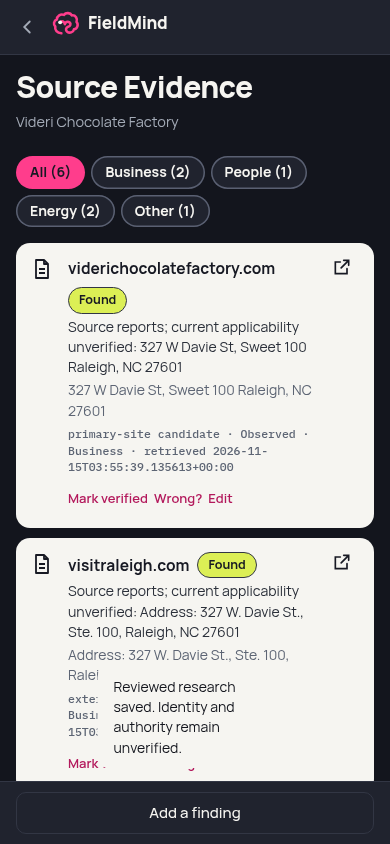 FieldMind
Source Evidence
Videri Chocolate Factory
All (6)
Business (2)
People (1)
Energy (2)
Other (1)
viderichocolatefactory.com
Found
Source reports; current applicability
unverified: 327 W Davie St, Sweet 100
Raleigh, NC 27601
327 W Davie St, Sweet 100 Raleigh, NC
27601
primary-site candidate · Observed ·
Business · retrieved 2026-11-
15T03:55:39.135613+00:00
Mark verified Wrong? Edit
visitraleigh.com
Found
Source reports; current applicability
unverified: Address: 327 W. Davie St.,
Ste. 100, Raleigh, NC 27601
Address: 327 W. Davie St., Ste. 100,
Mark
Reviewed research
saved. Identity and
authority remain
unverified.
Add a finding